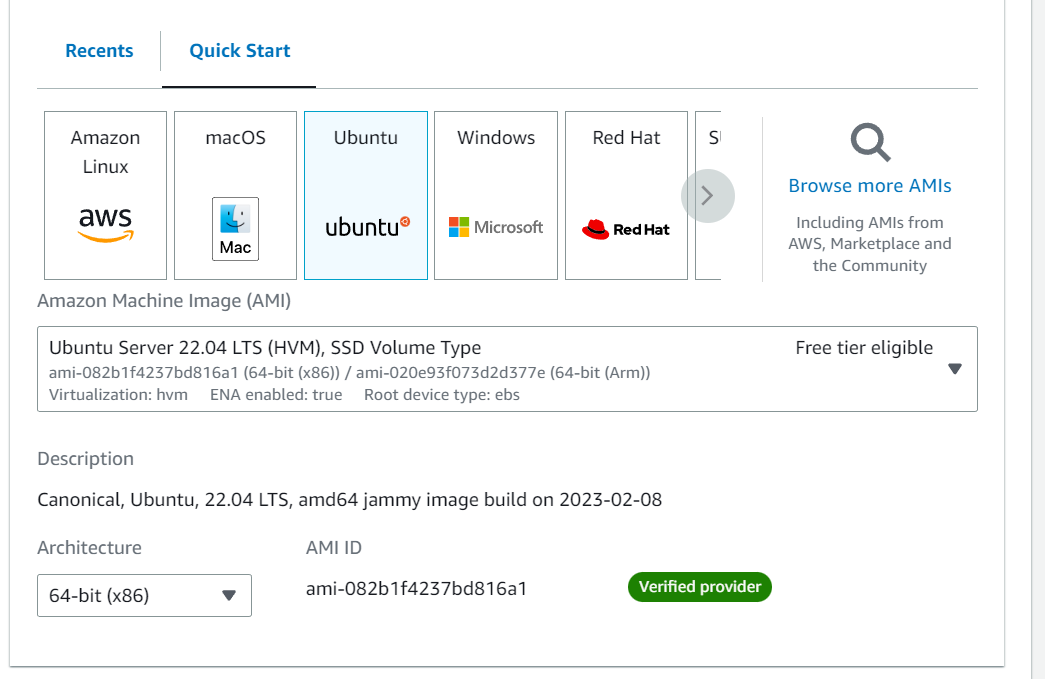 Recents
Quick Start
Amazon
Linux
aws
macOS
Mac
Ubuntu
ubuntu
Windows
Microsoft
Red Hat
Red Hat
Browse more AMIs
Including AMIs from
AWS, Marketplace and
the Community
Amazon Machine Image (AMI)
Ubuntu Server 22.04 LTS (HVM), SSD Volume Type
Free tier eligible
ami-082b1f4237bd816a1 (64-bit (x86)) / ami-020e93f073d2d377e (64-bit (Arm))
Virtualization: hvm ENA enabled: true Root device type: ebs
Description
Canonical, Ubuntu, 22.04 LTS, amd64 jammy image build on 2023-02-08
Architecture
AMI ID
64-bit (x86)
ami-082b1f4237bd816a1
Verified provider